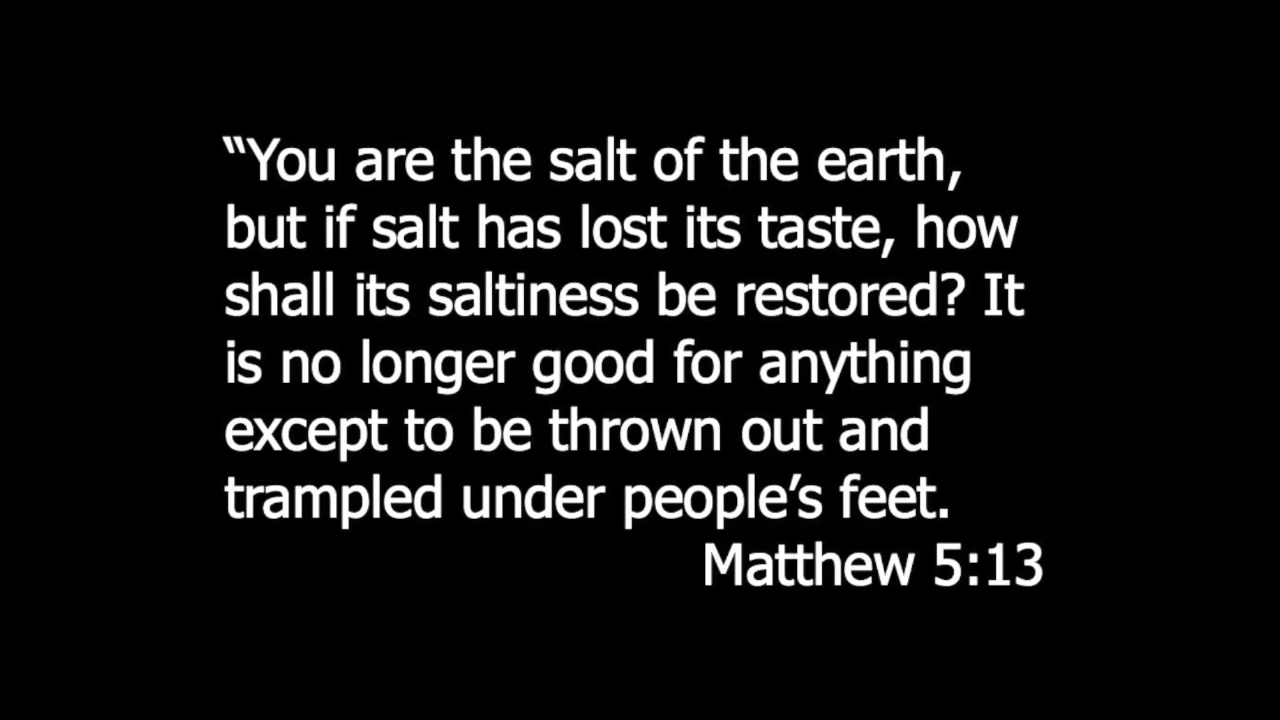 “You are the salt of the earth,
but if salt has lost its taste, how
shall its saltiness be restored? It
is no longer good for anything
except to be thrown out and
trampled under people’s feet.
Matthew 5:13